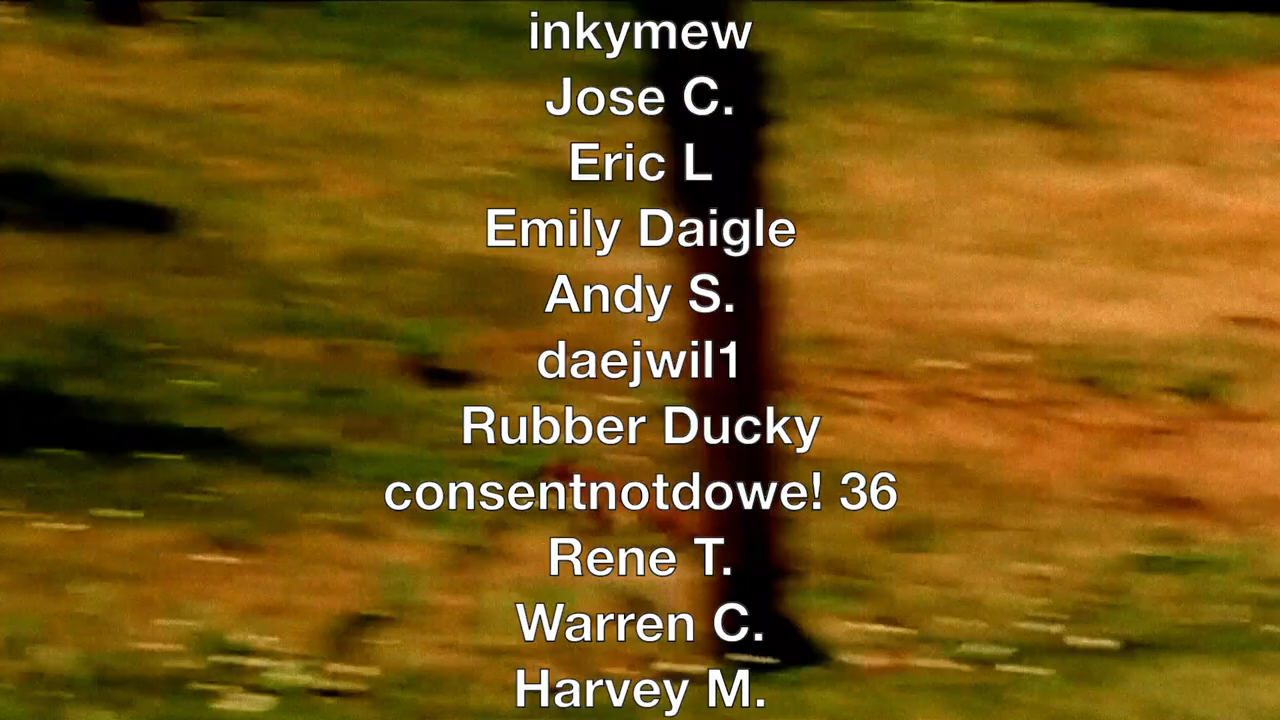 inkymew
Jose C.
Eric L
Emily Daigle
Andy S.
daejwil1
Rubber Ducky
consentnotdowe! 36
Rene T.
Warren C.
Harvey M.